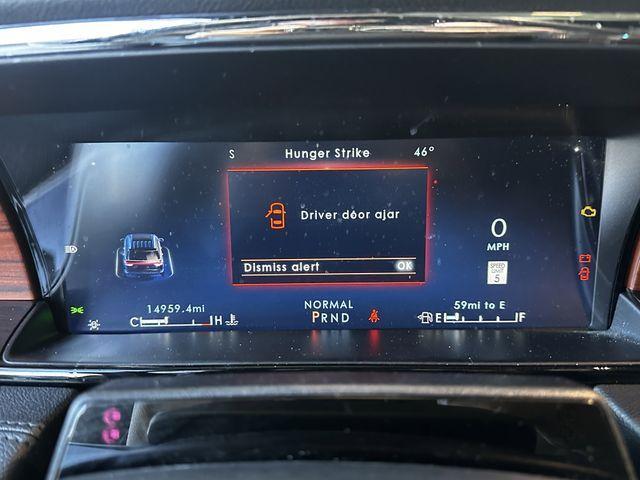 S Hunger Strike 46°
Driver door ajar
Dismiss alert OK
0
MPH
SPEED
LIMIT
5
14959.4mi NORMAL 59mi to E
C H PRND E F